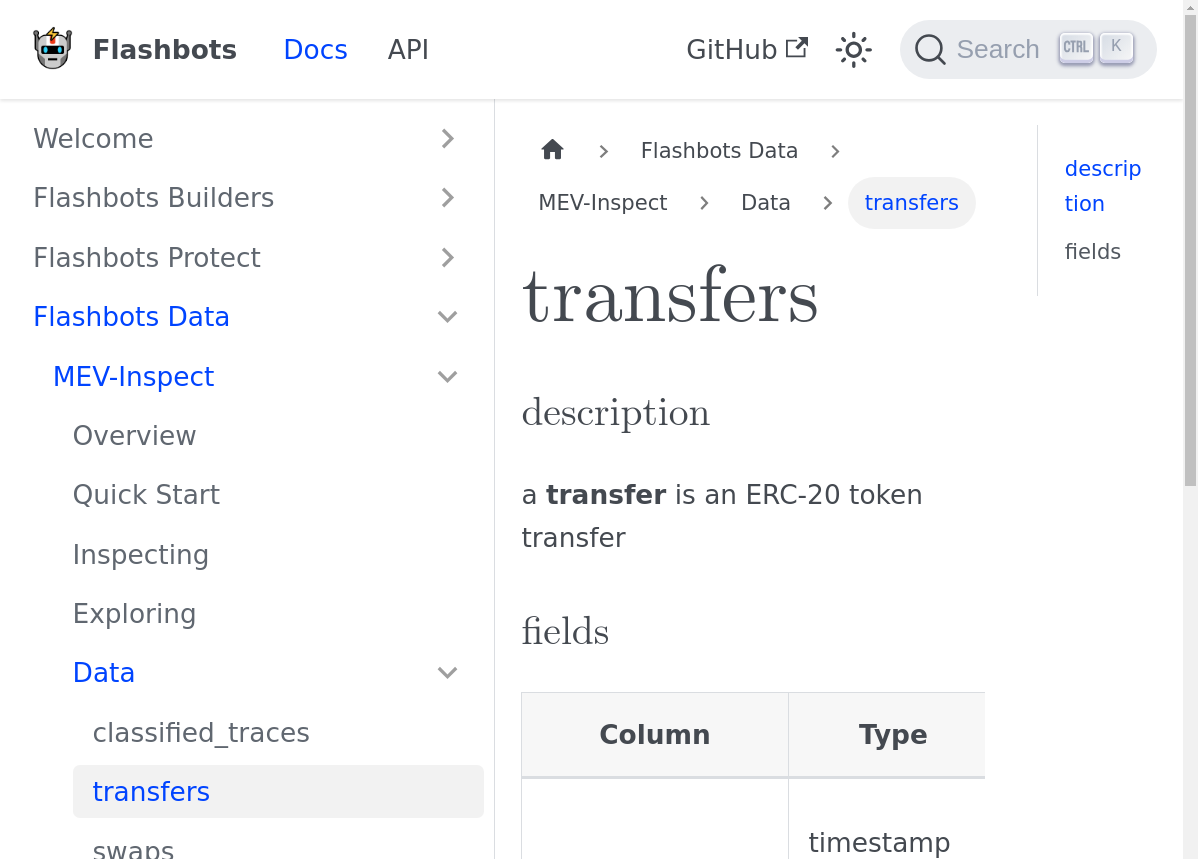 Flashbots Docs API GitHub Search CTRL K
Welcome
Flashbots Builders
Flashbots Protect
Flashbots Data
MEV-Inspect
Overview
Quick Start
Inspecting
Exploring
Data
classified_traces
transfers
swaps
Flashbots Data
MEV-Inspect Data transfers
transfers
description
a transfer is an ERC-20 token
transfer
fields
Column Type
timestamp
descrip
tion
fields